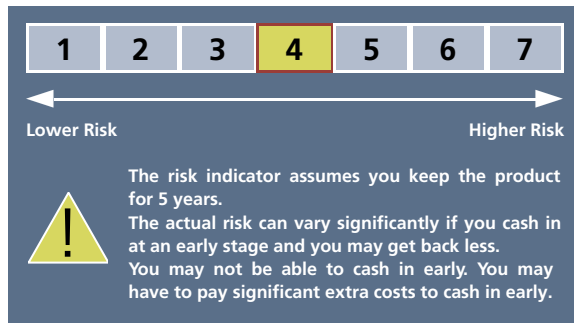 1 2 3 4 5 6 7
Lower Risk Higher Risk
The risk indicator assumes you keep the product
for 5 years.
The actual risk can vary significantly if you cash in
at an early stage and you may get back less.
You may not be able to cash in early. You may
have to pay significant extra costs to cash in early.
!